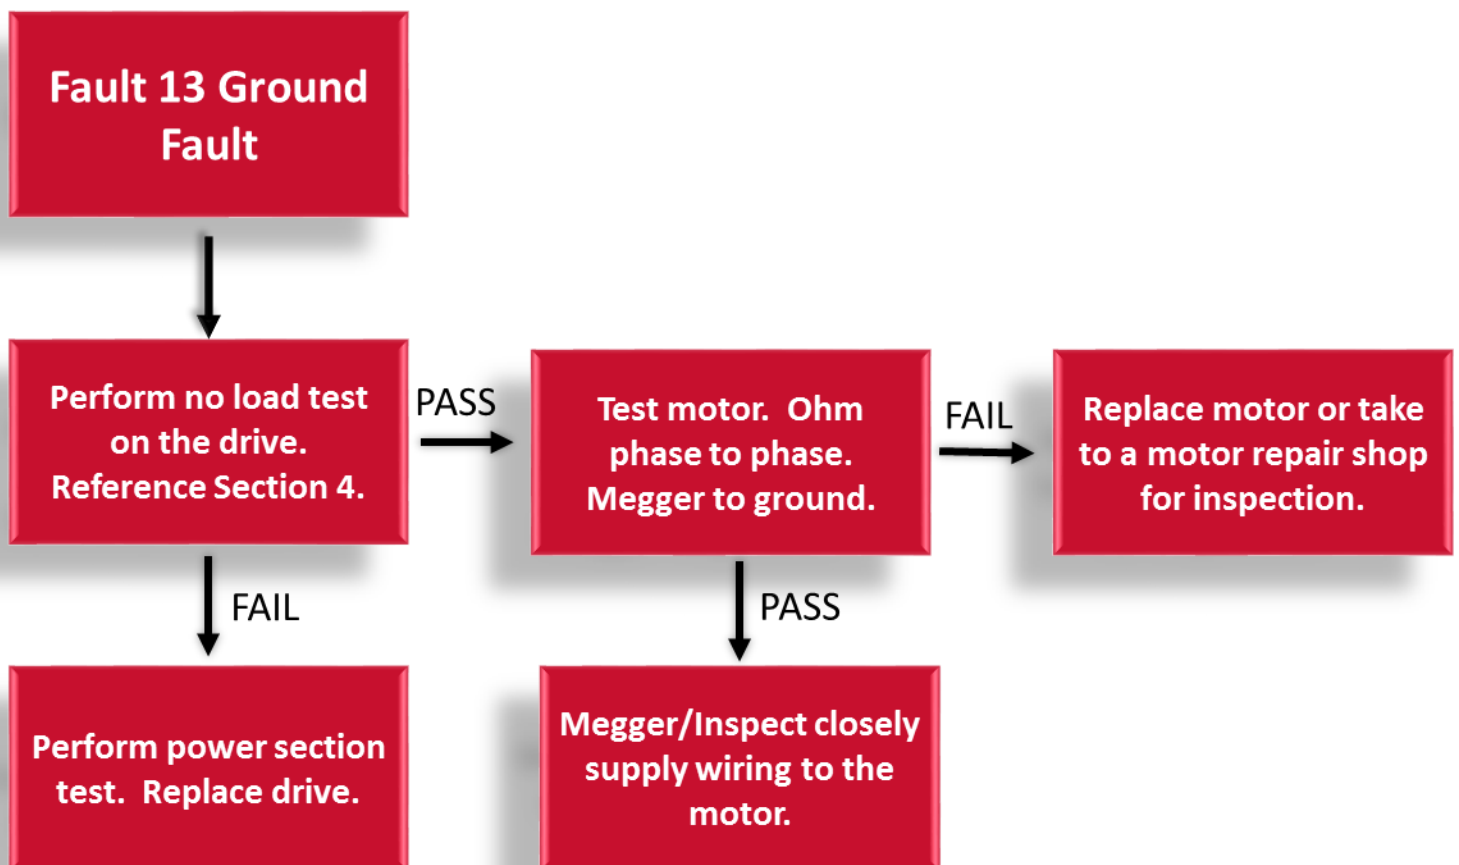 Fault 13 Ground
Fault
Perform no load test
on the drive.
Reference Section 4.
PASS
Test motor.  Ohm
phase to phase.
Megger to ground.
FAIL
Replace motor or take
to a motor repair shop
for inspection.
FAIL
PASS
Perform power section
test.  Replace drive.
Megger/Inspect closely
supply wiring to the
motor.